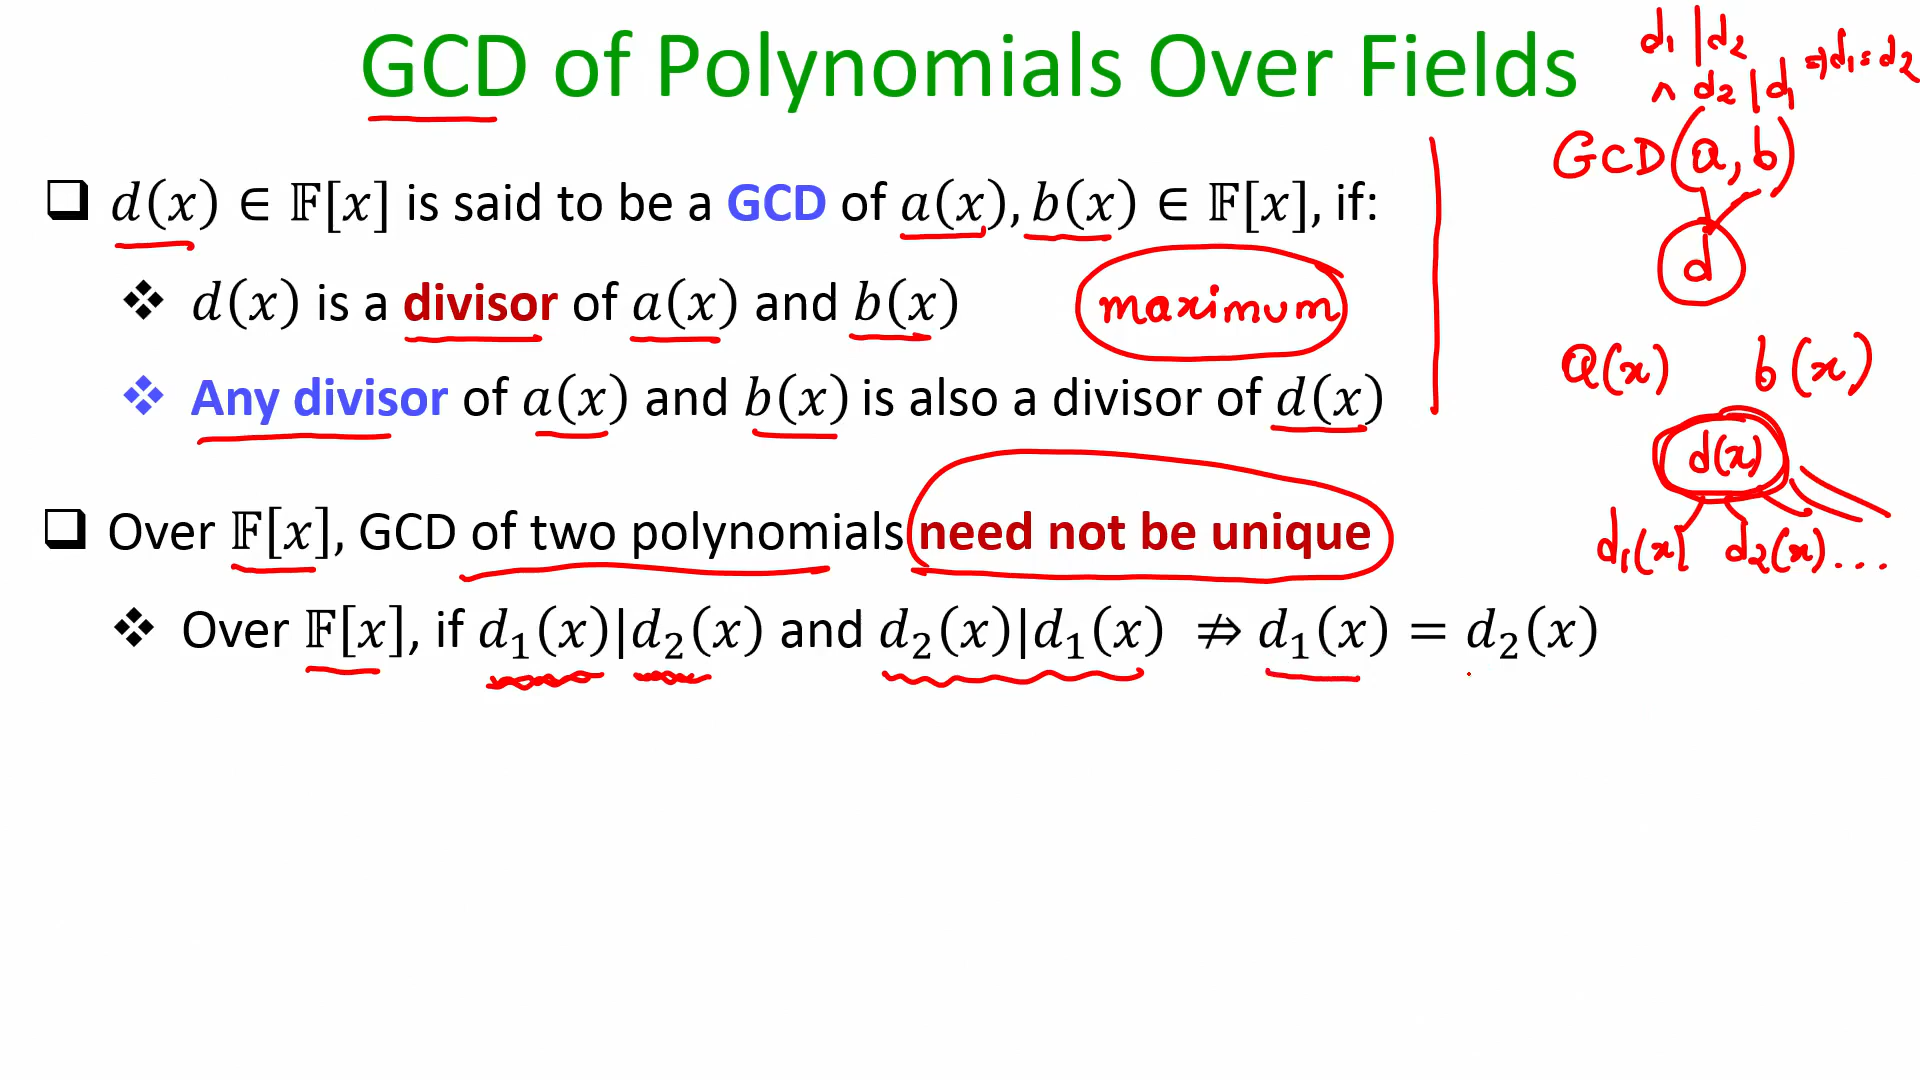 GCD of Polynomials Over Fields
d₁ | d₂
∧ d₂ | d₁ ⇒ d₁ = d₂
GCD(a, b)
d
❑ d(x) ∈ 𝔽[x] is said to be a GCD of a(x), b(x) ∈ 𝔽[x], if:
❖ d(x) is a divisor of a(x) and b(x)
maximum
❖ Any divisor of a(x) and b(x) is also a divisor of d(x)
a(x) b(x)
d(x)
d₁(x) d₂(x) ...
❑ Over 𝔽[x], GCD of two polynomials need not be unique
❖ Over 𝔽[x], if d₁(x)|d₂(x) and d₂(x)|d₁(x) ⇏ d₁(x) = d₂(x)